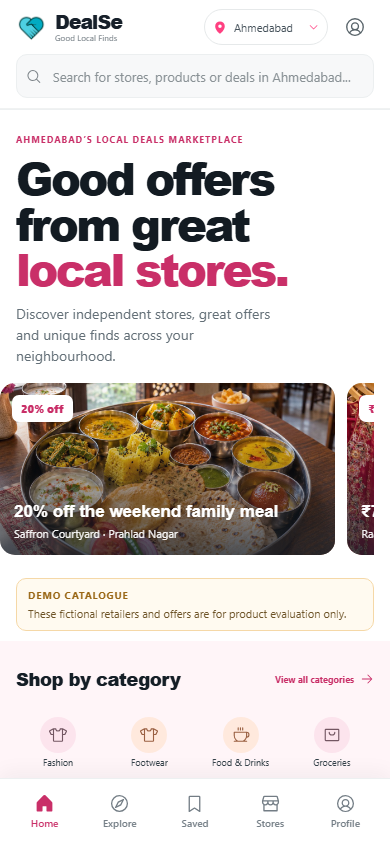 DealSe
Good Local Finds
Ahmedabad
Search for stores, products or deals in Ahmedabad...
AHMEDABAD'S LOCAL DEALS MARKETPLACE
Good offers
from great
local stores.
Discover independent stores, great offers
and unique finds across your
neighbourhood.
20% off
20% off the weekend family meal
Saffron Courtyard · Prahlad Nagar
DEMO CATALOGUE
These fictional retailers and offers are for product evaluation only.
Shop by category
View all categories
Fashion
Footwear
Food & Drinks
Groceries
Home
Explore
Saved
Stores
Profile